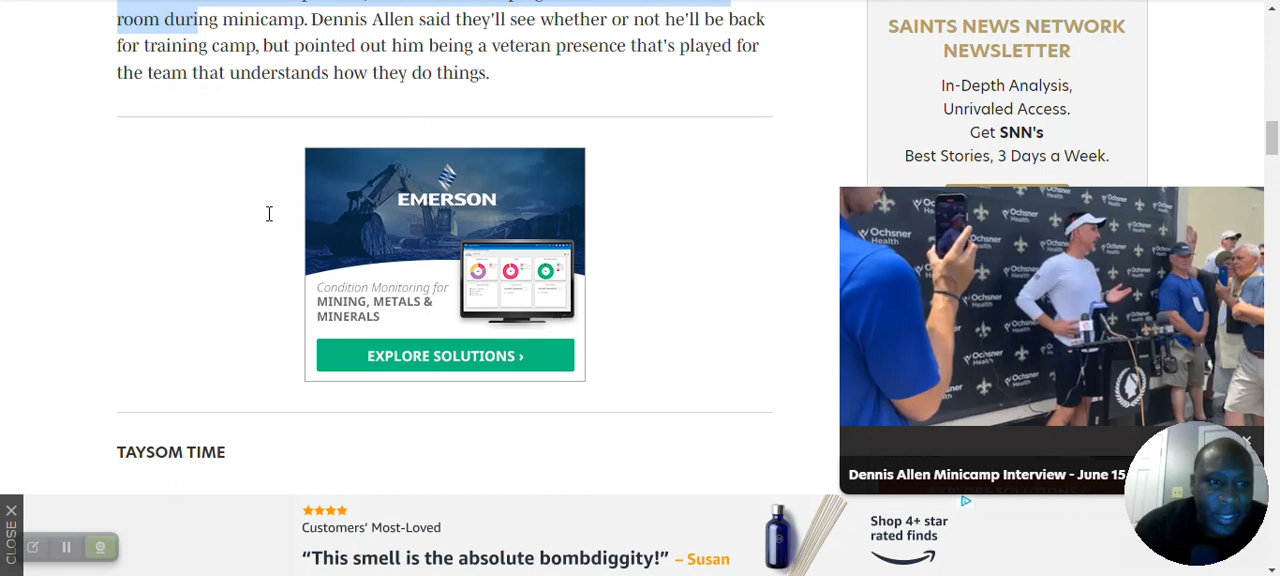 room during minicamp. Dennis Allen said they'll see whether or not he'll be back
for training camp, but pointed out him being a veteran presence that's played for
the team that understands how they do things.
EMERSON
Condition Monitoring for
MINING, METALS &
MINERALS
EXPLORE SOLUTIONS ›
TAYSOM TIME
SAINTS NEWS NETWORK
NEWSLETTER
In-Depth Analysis,
Unrivaled Access.
Get SNN's
Best Stories, 3 Days a Week.
Ochsner
Health
Ochsner
Health
Dennis Allen Minicamp Interview - June 15
CLOSE
Customers' Most-Loved
“This smell is the absolute bombdiggity!” – Susan
Shop 4+ star
rated finds